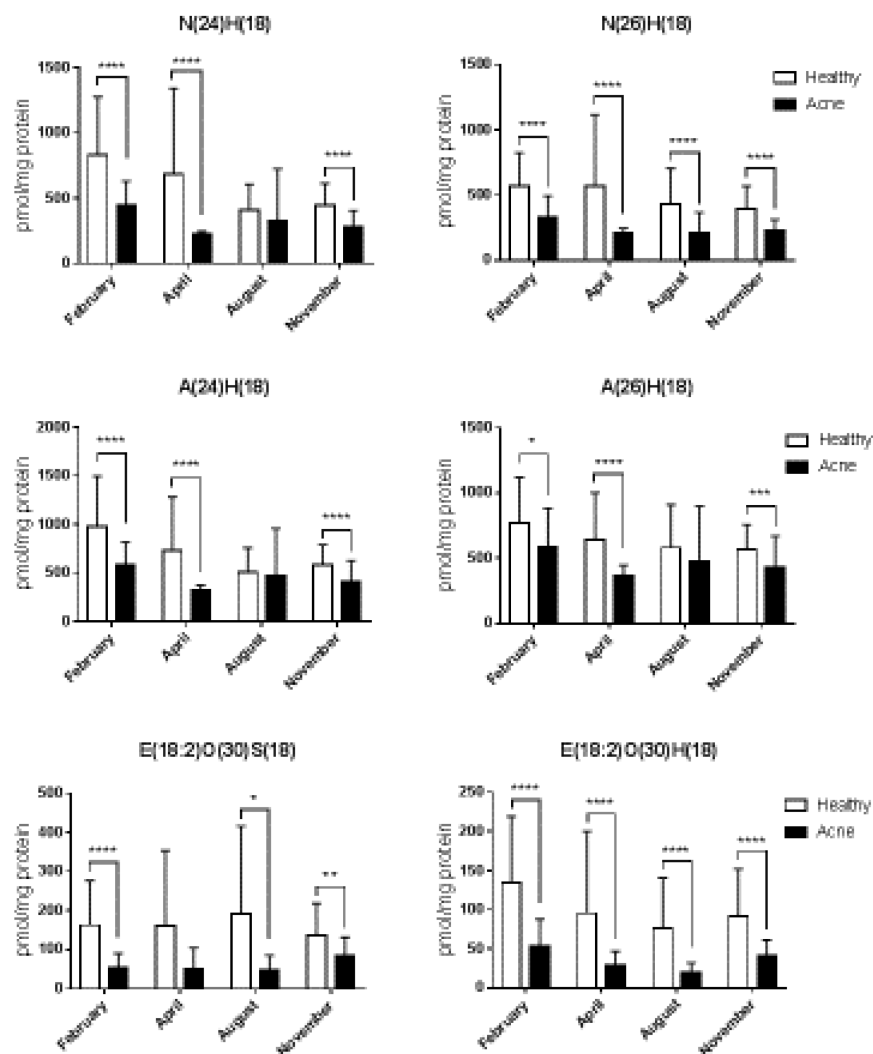 N(24)H(18)
pmol/mg protein
1500
1000
500
0
****
****
****
February
April
August
November
N(26)H(18)
pmol/mg protein
1500
1000
500
0
****
****
****
****
February
April
August
November
Healthy
Acne
A(24)H(18)
pmol/mg protein
2000
1500
1000
500
0
****
****
****
February
April
August
November
A(26)H(18)
pmol/mg protein
1500
1000
500
0
*
****
***
February
April
August
November
Healthy
Acne
E(18:2)O(30)S(18)
pmol/mg protein
500
400
300
200
100
0
****
*
**
February
April
August
November
E(18:2)O(30)H(18)
pmol/mg protein
250
200
150
100
50
0
****
****
****
****
February
April
August
November
Healthy
Acne